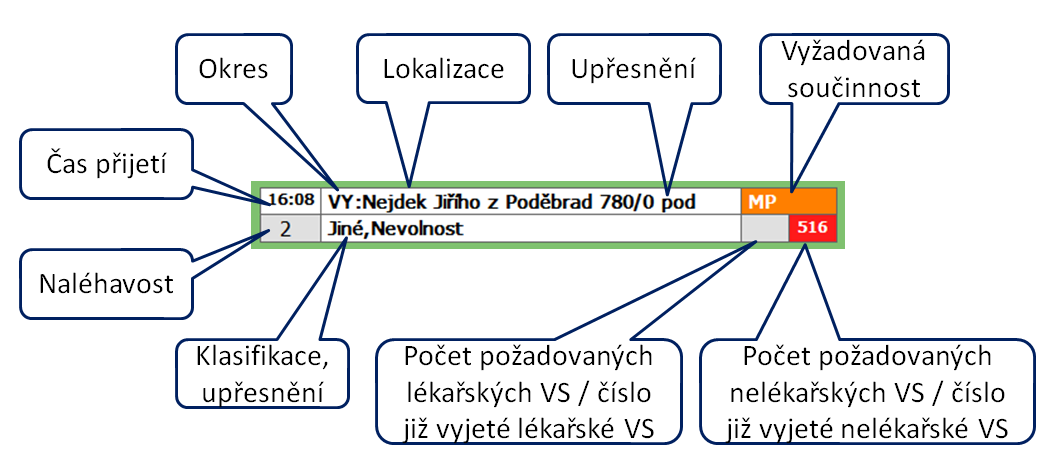 Okres
Lokalizace
Upřesnění
Vyžadovaná
součinnost
Čas přijetí
16:08 VY:Nejdek Jiřího z Poděbrad 780/0 pod MP
2 Jiné,Nevolnost 516
Naléhavost
Klasifikace,
upřesnění
Počet požadovaných
lékařských VS / číslo
již vyjeté lékařské VS
Počet požadovaných
nelékařských VS / číslo
již vyjeté nelékařské VS